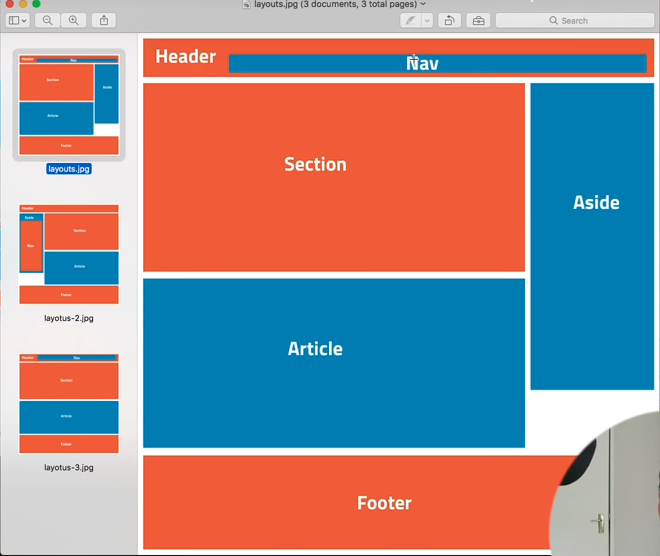 layouts.jpg (3 documents, 3 total pages)
Search
Header
Nav
Section
Aside
Article
Footer
layouts.jpg
Header
Aside
Nav
Section
Article
Footer
layotus-2.jpg
Header
Nav
Section
Article
Footer
layotus-3.jpg
Header
Nav
Section
Aside
Article
Footer